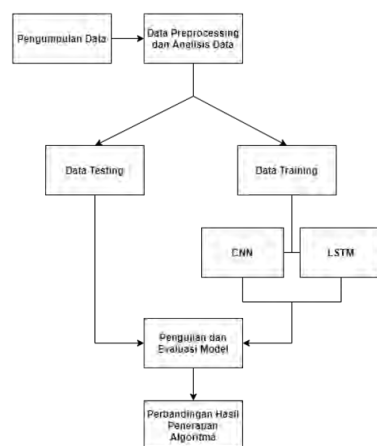 Pengumpulan Data
Data Preprocessing
dan Analisis Data
Data Testing
Data Training
CNN
LSTM
Pengujian dan
Evaluasi Model
Perbandingan Hasil
Penerapan
Algoritma